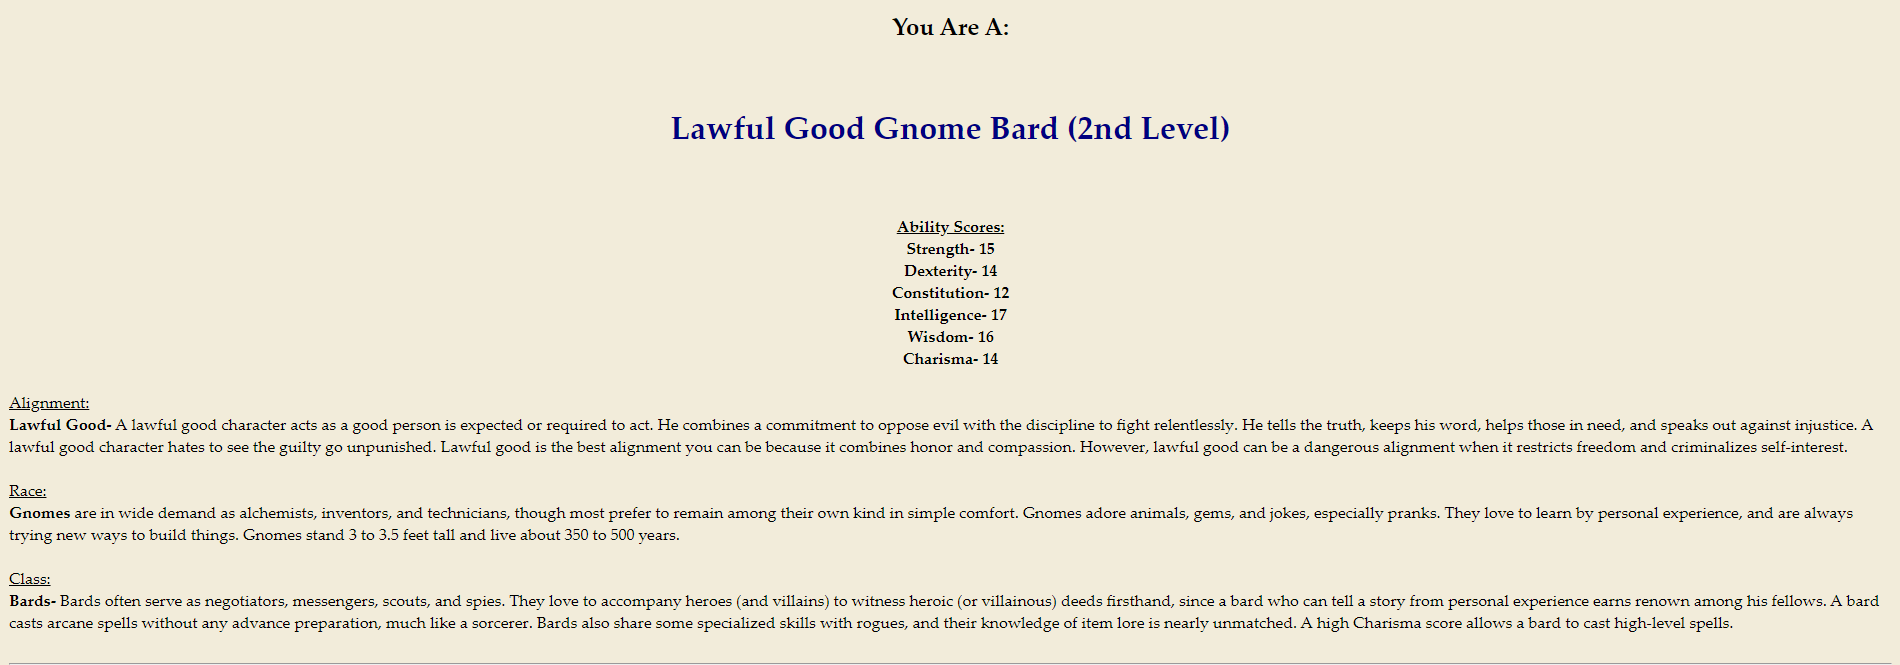 You Are A:
Lawful Good Gnome Bard (2nd Level)
Ability Scores:
Strength- 15
Dexterity- 14
Constitution- 12
Intelligence- 17
Wisdom- 16
Charisma- 14
Alignment:
Lawful Good- A lawful good character acts as a good person is expected or required to act. He combines a commitment to oppose evil with the discipline to fight relentlessly. He tells the truth, keeps his word, helps those in need, and speaks out against injustice. A
lawful good character hates to see the guilty go unpunished. Lawful good is the best alignment you can be because it combines honor and compassion. However, lawful good can be a dangerous alignment when it restricts freedom and criminalizes self-interest.
Race:
Gnomes are in wide demand as alchemists, inventors, and technicians, though most prefer to remain among their own kind in simple comfort. Gnomes adore animals, gems, and jokes, especially pranks. They love to learn by personal experience, and are always
trying new ways to build things. Gnomes stand 3 to 3.5 feet tall and live about 350 to 500 years.
Class:
Bards- Bards often serve as negotiators, messengers, scouts, and spies. They love to accompany heroes (and villains) to witness heroic (or villainous) deeds firsthand, since a bard who can tell a story from personal experience earns renown among his fellows. A bard
casts arcane spells without any advance preparation, much like a sorcerer. Bards also share some specialized skills with rogues, and their knowledge of item lore is nearly unmatched. A high Charisma score allows a bard to cast high-level spells.